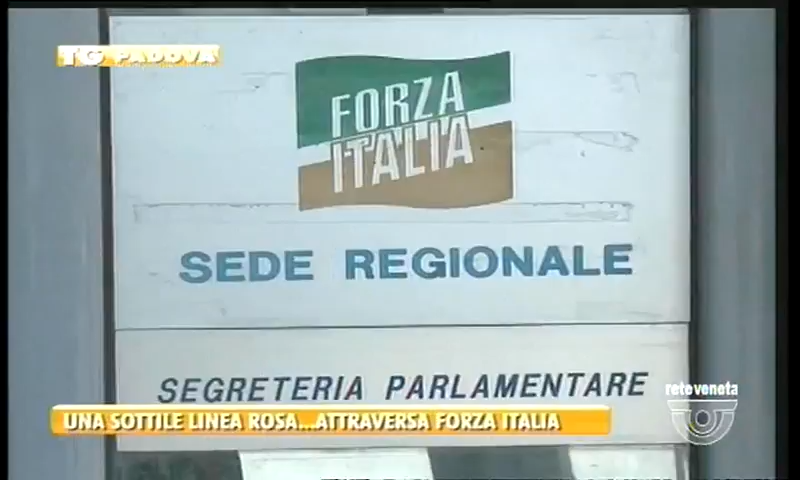 TG PADOVA
FORZA
ITALIA
SEDE REGIONALE
SEGRETERIA PARLAMENTARE
reteveneta
UNA SOTTILE LINEA ROSA...ATTRAVERSA FORZA ITALIA